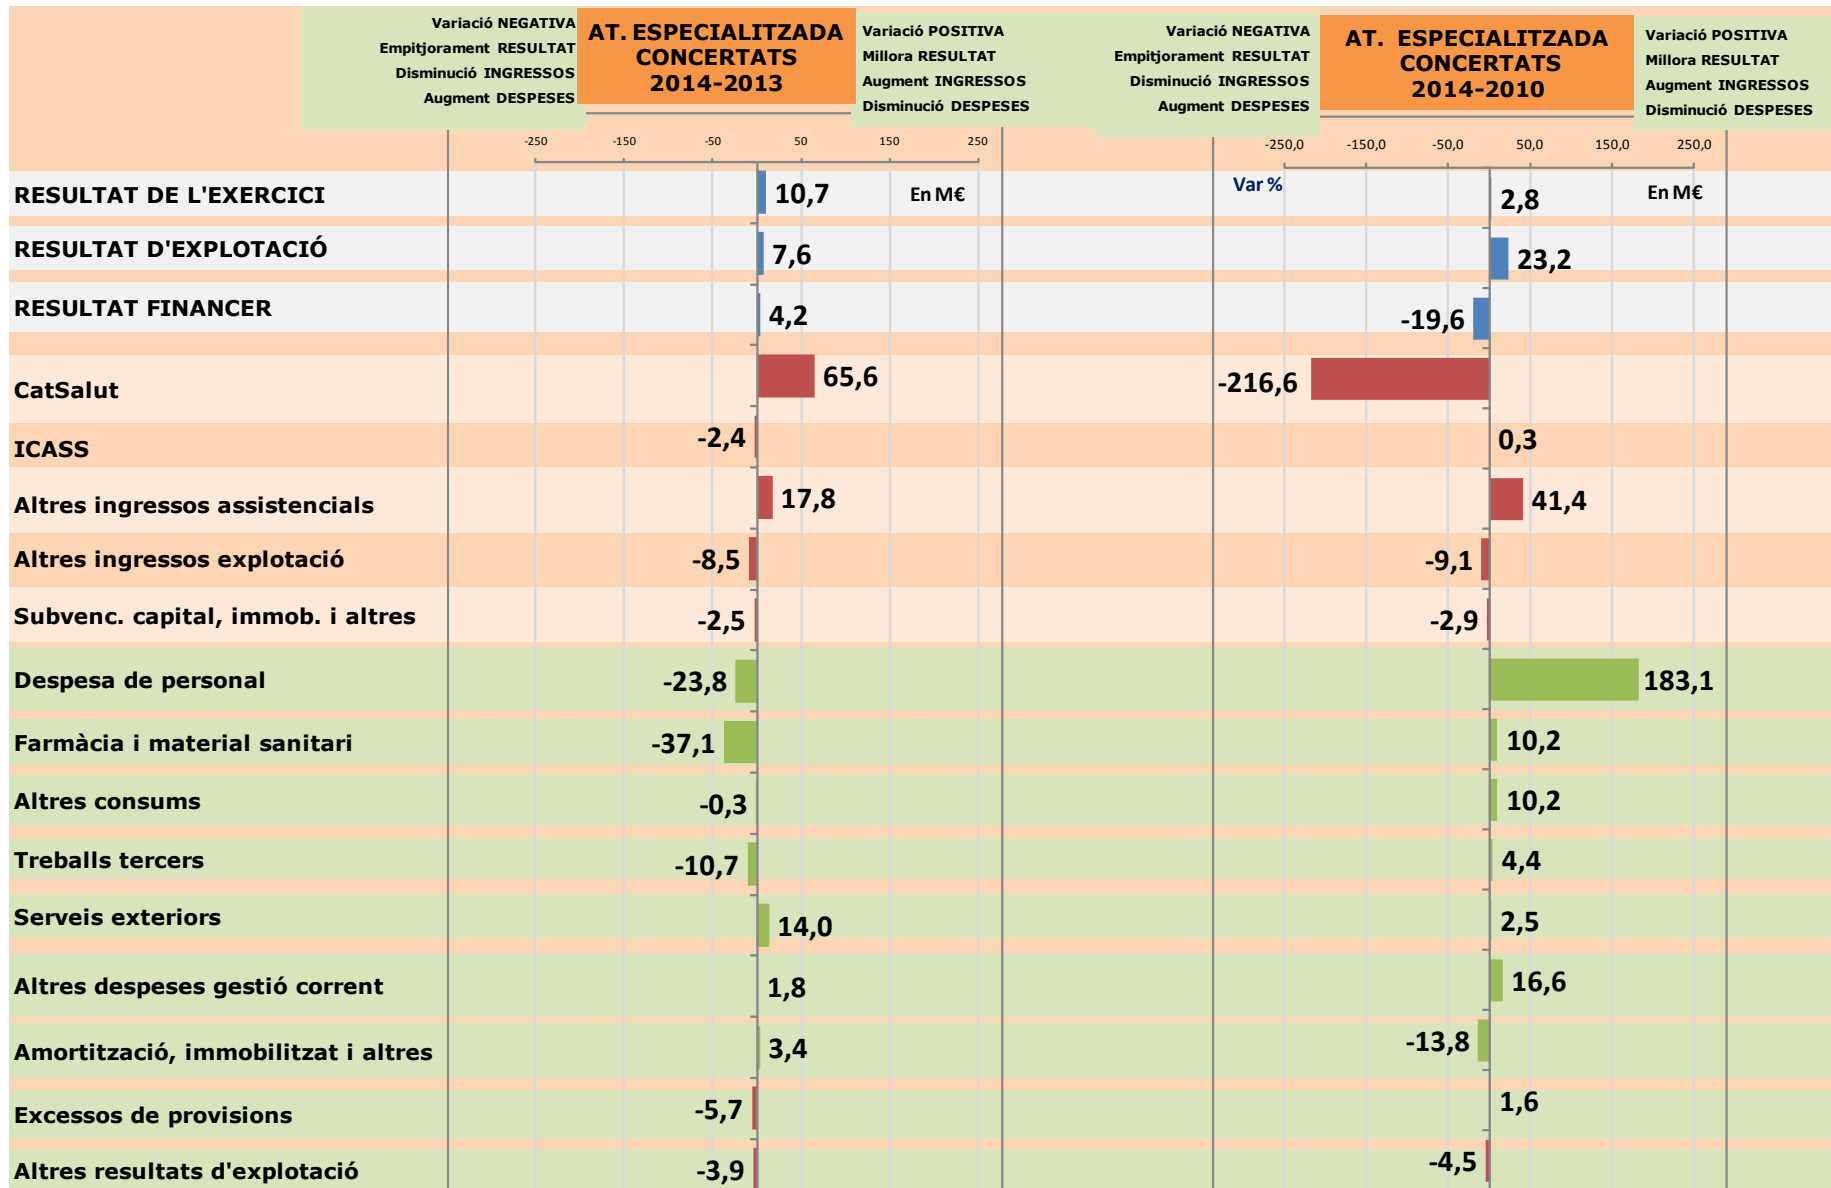 Variació NEGATIVA
Empitjorament RESULTAT
Disminució INGRESSOS
Augment DESPESES
AT. ESPECIALITZADA
CONCERTATS
2014-2013
Variació POSITIVA
Millora RESULTAT
Augment INGRESSOS
Disminució DESPESES
Variació NEGATIVA
Empitjorament RESULTAT
Disminució INGRESSOS
Augment DESPESES
AT. ESPECIALITZADA
CONCERTATS
2014-2010
Variació POSITIVA
Millora RESULTAT
Augment INGRESSOS
Disminució DESPESES
-250 -150 -50 50 150 250
-250,0 -150,0 -50,0 50,0 150,0 250,0
RESULTAT DE L'EXERCICI 10,7 En M€ Var % 2,8 En M€
RESULTAT D'EXPLOTACIÓ 7,6 23,2
RESULTAT FINANCER 4,2 -19,6
CatSalut 65,6 -216,6
ICASS -2,4 0,3
Altres ingressos assistencials 17,8 41,4
Altres ingressos explotació -8,5 -9,1
Subvenc. capital, immob. i altres -2,5 -2,9
Despesa de personal -23,8 183,1
Farmàcia i material sanitari -37,1 10,2
Altres consums -0,3 10,2
Treballs tercers -10,7 4,4
Serveis exteriors 14,0 2,5
Altres despeses gestió corrent 1,8 16,6
Amortització, immobilitzat i altres 3,4 -13,8
Excessos de provisions -5,7 1,6
Altres resultats d'explotació -3,9 -4,5